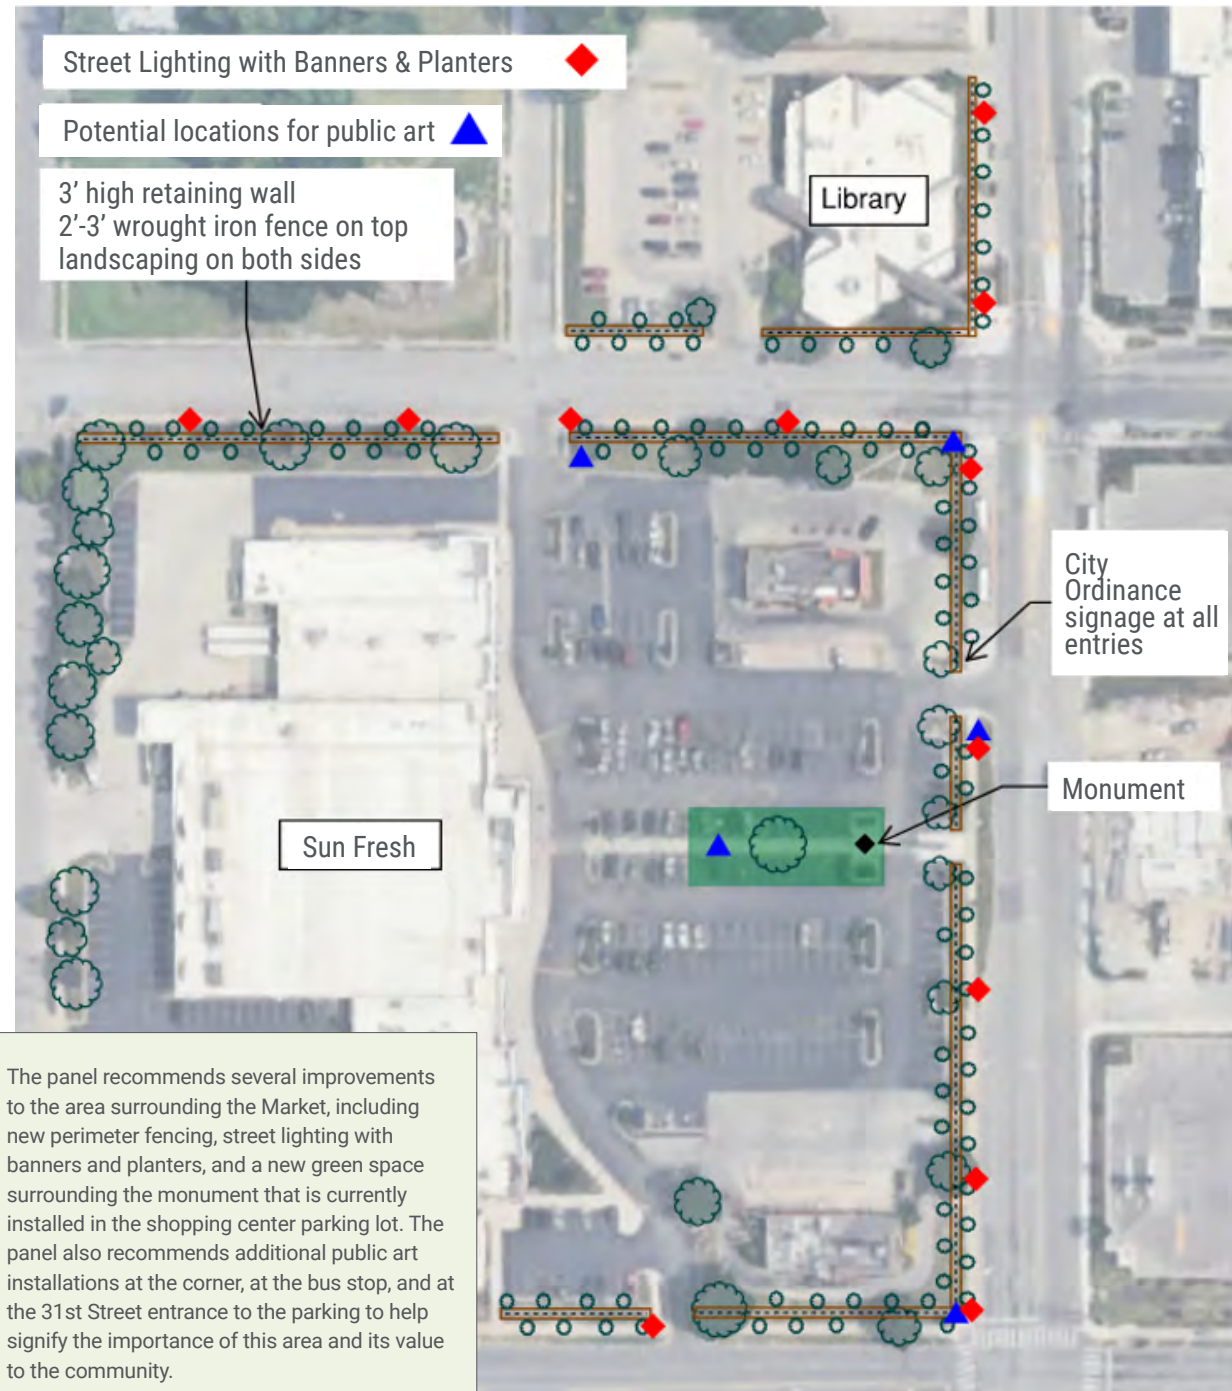 Street Lighting with Banners & Planters
Potential locations for public art
3’ high retaining wall
2’-3’ wrought iron fence on top
landscaping on both sides
Library
City
Ordinance
signage at all
entries
Monument
Sun Fresh
The panel recommends several improvements
to the area surrounding the Market, including
new perimeter fencing, street lighting with
banners and planters, and a new green space
surrounding the monument that is currently
installed in the shopping center parking lot. The
panel also recommends additional public art
installations at the corner, at the bus stop, and at
the 31st Street entrance to the parking to help
signify the importance of this area and its value
to the community.